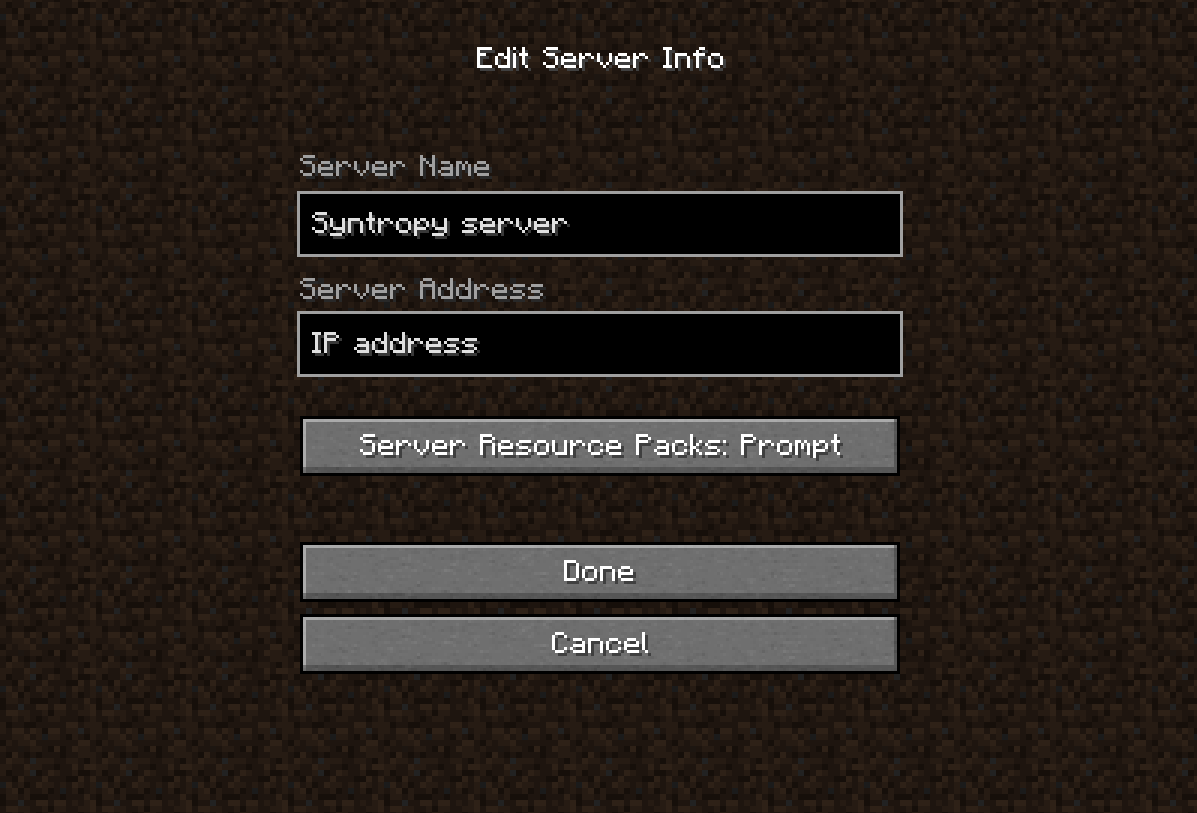 Edit Server Info
Server Name
Syntropy server
Server Address
IP address
Server Resource Packs: Prompt
Done
Cancel